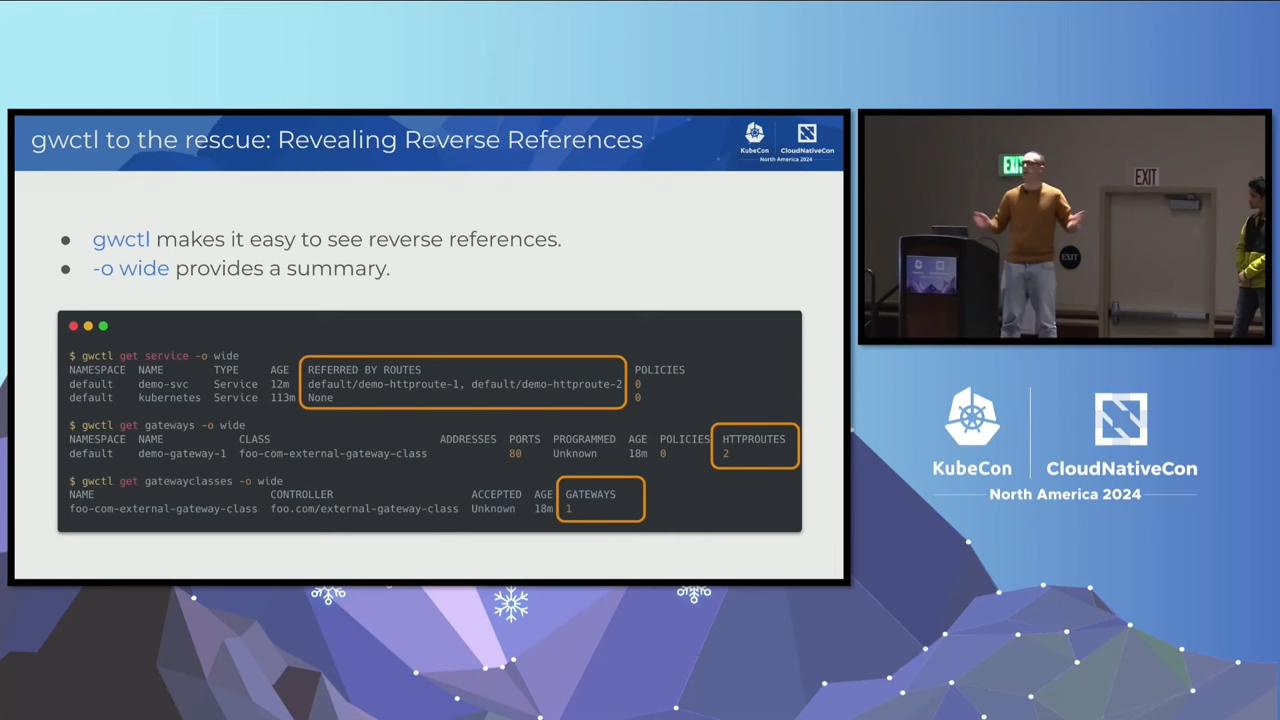 gwctl to the rescue: Revealing Reverse References
KubeCon CloudNativeCon
North America 2024
● gwctl makes it easy to see reverse references.
● -o wide provides a summary.
$ gwctl get service -o wide
NAMESPACE NAME TYPE AGE REFERRED BY ROUTES POLICIES
default demo-svc Service 12m default/demo-httproute-1, default/demo-httproute-2 0
default kubernetes Service 113m None 0
$ gwctl get gateways -o wide
NAMESPACE NAME CLASS ADDRESSES PORTS PROGRAMMED AGE POLICIES HTTPROUTES
default demo-gateway-1 foo-com-external-gateway-class 80 Unknown 18m 0 2
$ gwctl get gatewayclasses -o wide
NAME CONTROLLER ACCEPTED AGE GATEWAYS
foo-com-external-gateway-class foo.com/external-gateway-class Unknown 18m 1
EXIT
EXIT
EXIT
KubeCon CloudNativeCon
North America 2024